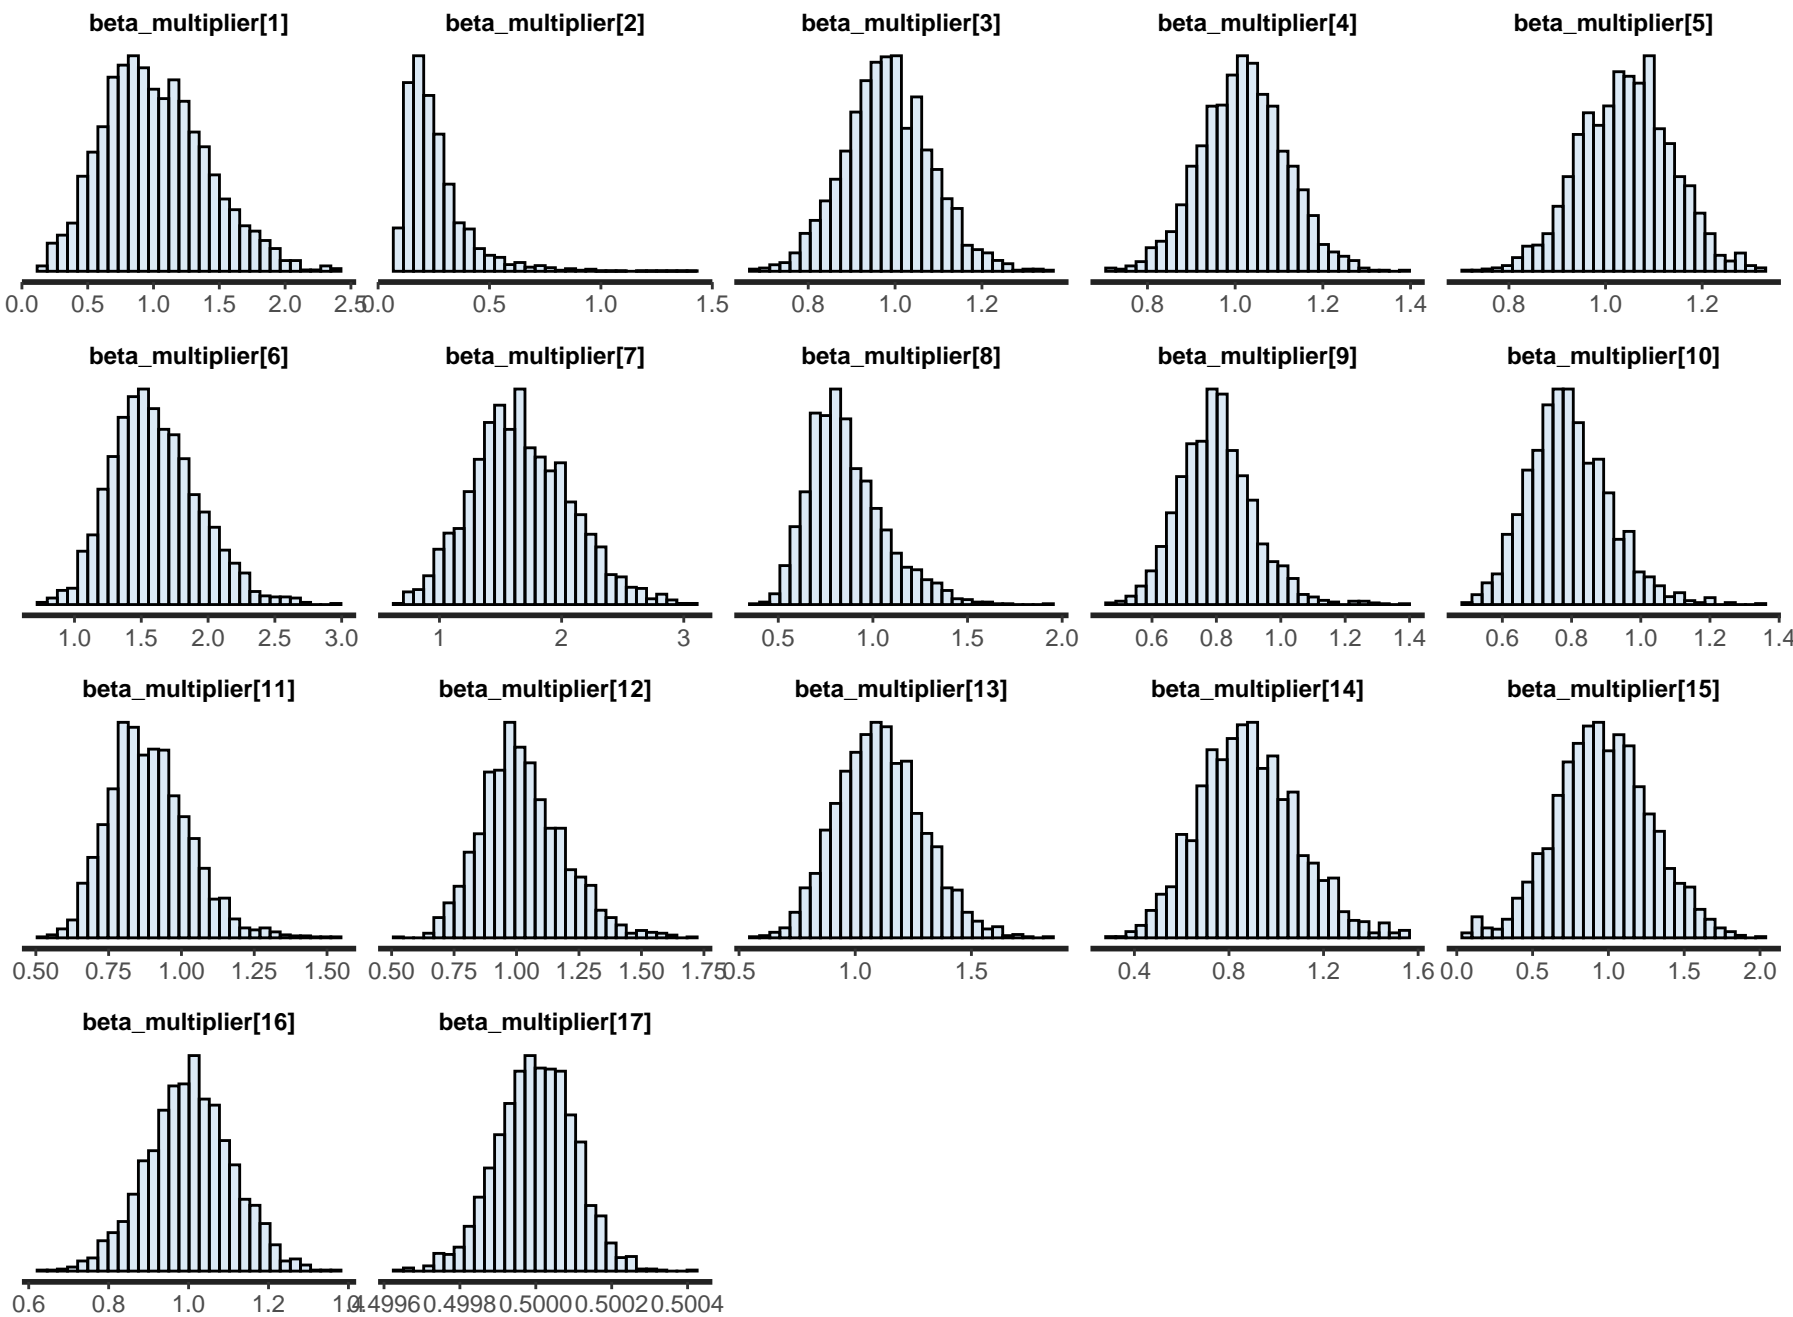 beta_multiplier[1] beta_multiplier[2] beta_multiplier[3] beta_multiplier[4] beta_multiplier[5]
0.0 0.5 1.0 1.5 2.0 2.5 0.0 0.5 1.0 1.5 0.8 1.0 1.2 0.8 1.0 1.2 1.4 0.8 1.0 1.2
beta_multiplier[6] beta_multiplier[7] beta_multiplier[8] beta_multiplier[9] beta_multiplier[10]
1.0 1.5 2.0 2.5 3.0 1 2 3 0.5 1.0 1.5 2.0 0.6 0.8 1.0 1.2 1.4 0.6 0.8 1.0 1.2 1.4
beta_multiplier[11] beta_multiplier[12] beta_multiplier[13] beta_multiplier[14] beta_multiplier[15]
0.50 0.75 1.00 1.25 1.50 0.50 0.75 1.00 1.25 1.50 1.75 0.5 1.0 1.5 0.4 0.8 1.2 1.6 0.0 0.5 1.0 1.5 2.0
beta_multiplier[16] beta_multiplier[17]
0.6 0.8 1.0 1.2 1.4 0.4996 0.4998 0.5000 0.5002 0.5004